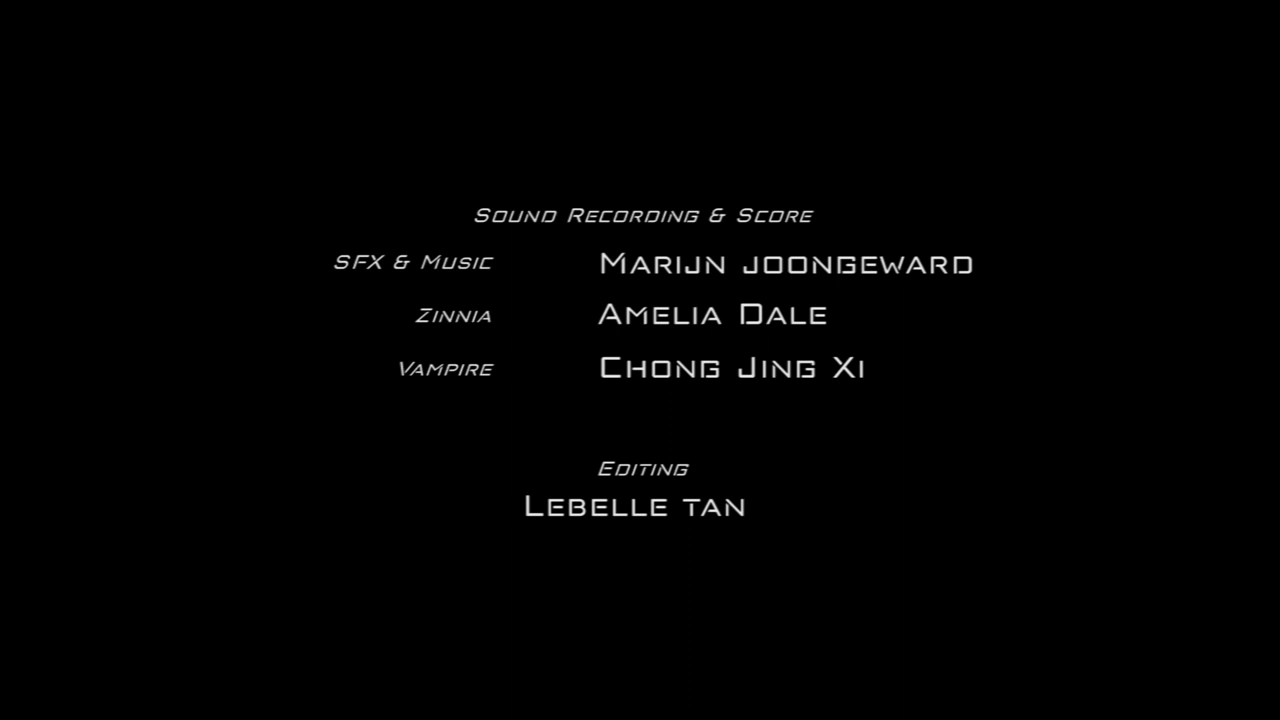 Sound Recording & Score
SFX & Music Marijn joongeward
Zinnia Amelia Dale
Vampire Chong Jing Xi
Editing
Lebelle tan